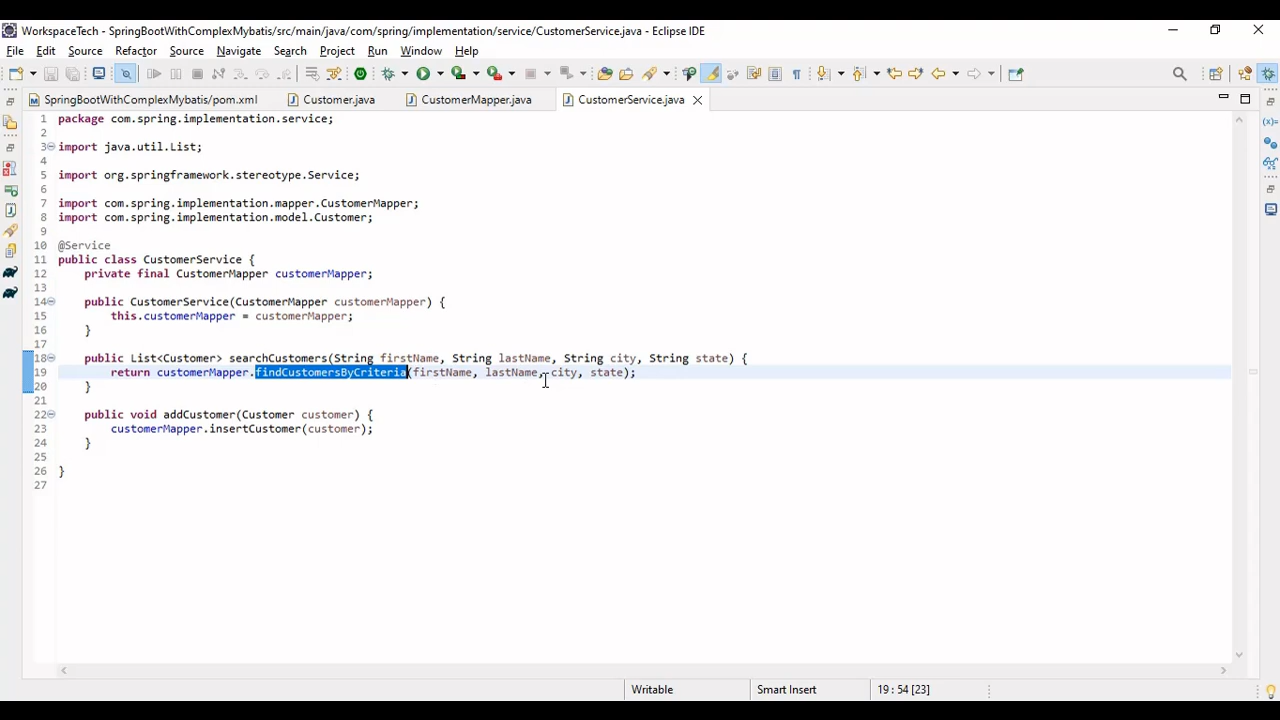 WorkspaceTech - SpringBootWithComplexMybatis/src/main/java/com/spring/implementation/service/CustomerService.java - Eclipse IDE
File Edit Source Refactor Source Navigate Search Project Run Window Help
SpringBootWithComplexMybatis/pom.xml Customer.java CustomerMapper.java CustomerService.java
1 package com.spring.implementation.service;
2
3 import java.util.List;
4
5 import org.springframework.stereotype.Service;
6
7 import com.spring.implementation.mapper.CustomerMapper;
8 import com.spring.implementation.model.Customer;
9
10 @Service
11 public class CustomerService {
12 private final CustomerMapper customerMapper;
13
14 public CustomerService(CustomerMapper customerMapper) {
15 this.customerMapper = customerMapper;
16 }
17
18 public List<Customer> searchCustomers(String firstName, String lastName, String city, String state) {
19 return customerMapper.findCustomersByCriteria(firstName, lastName, city, state);
20 }
21
22 public void addCustomer(Customer customer) {
23 customerMapper.insertCustomer(customer);
24 }
25
26 }
27
Writable Smart Insert 19 : 54 [23]